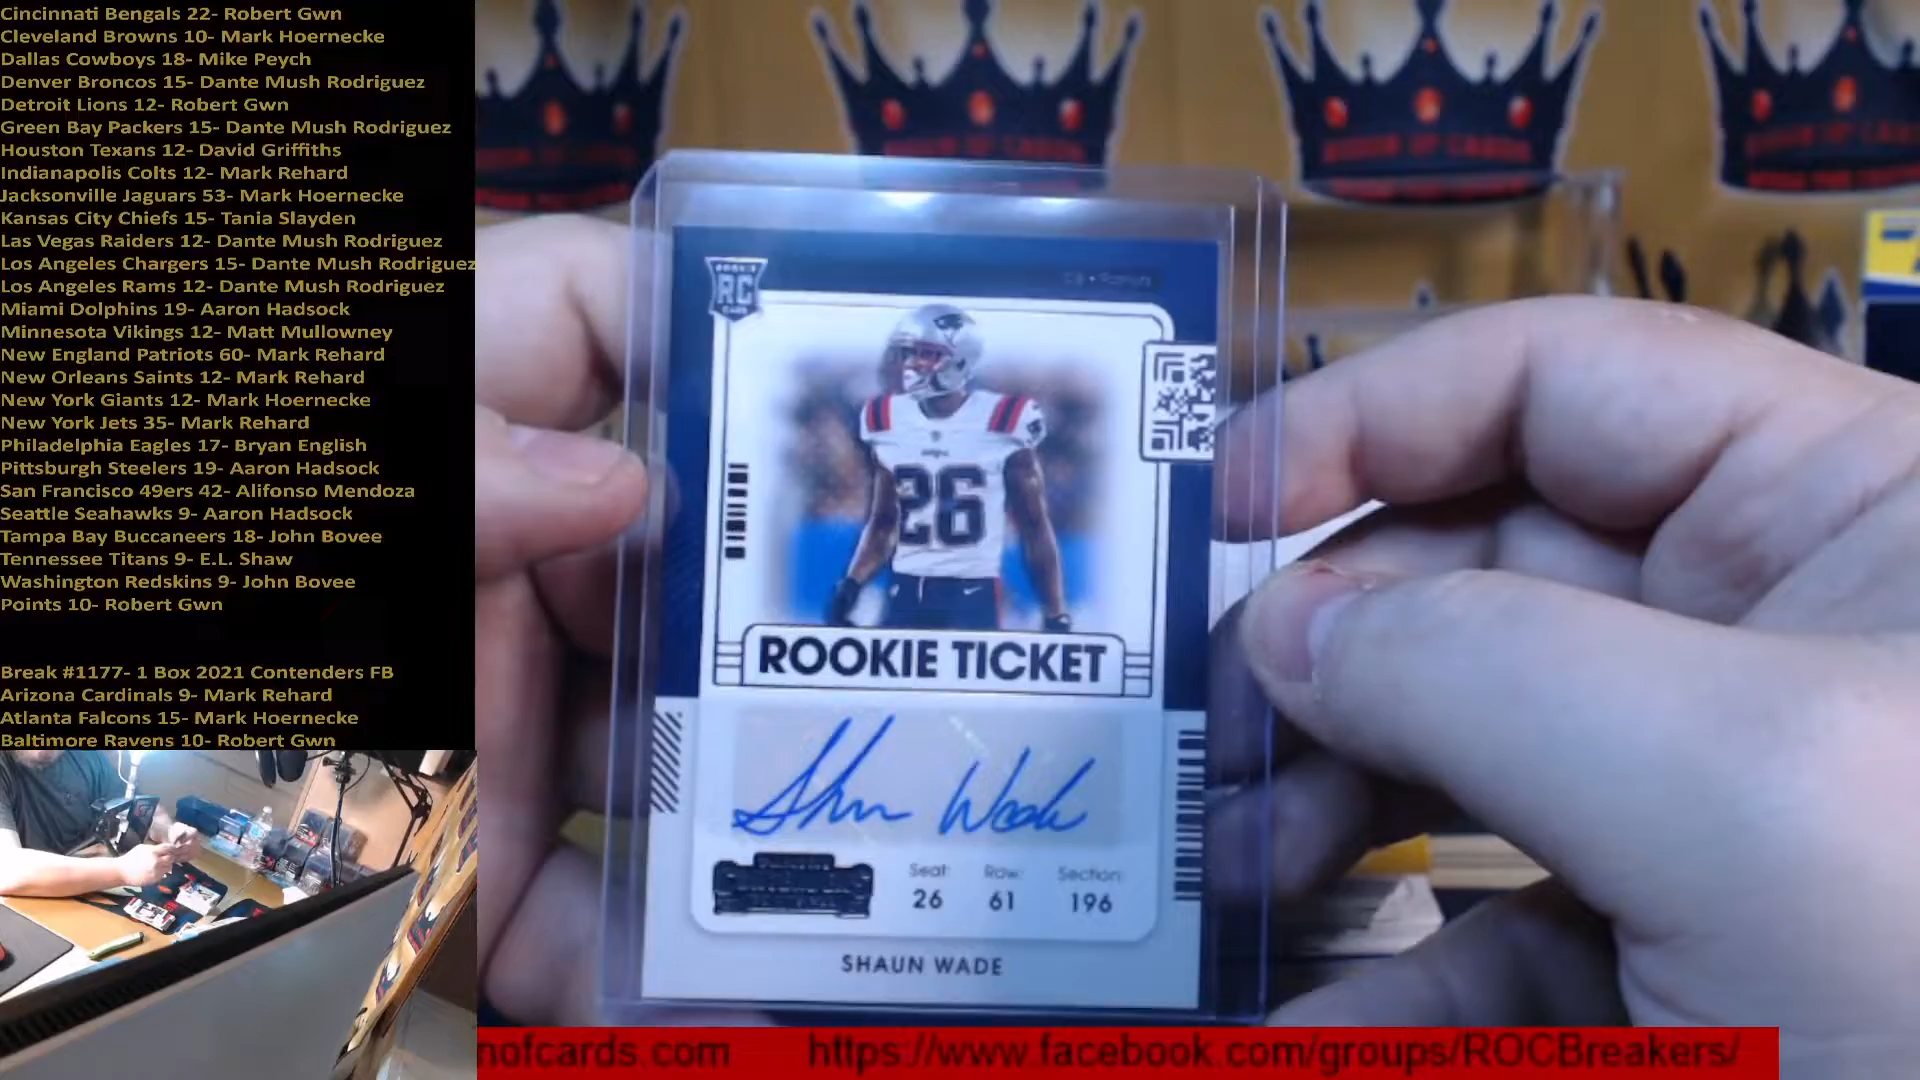 Cincinnati Bengals 22- Robert Gwn
Cleveland Browns 10- Mark Hoernecke
Dallas Cowboys 18- Mike Peych
Denver Broncos 15- Dante Mush Rodriguez
Detroit Lions 12- Robert Gwn
Green Bay Packers 15- Dante Mush Rodriguez
Houston Texans 12- David Griffiths
Indianapolis Colts 12- Mark Rehard
Jacksonville Jaguars 53- Mark Hoernecke
Kansas City Chiefs 15- Tania Slayden
Las Vegas Raiders 12- Dante Mush Rodriguez
Los Angeles Chargers 15- Dante Mush Rodriguez
Los Angeles Rams 12- Dante Mush Rodriguez
Miami Dolphins 19- Aaron Hadsock
Minnesota Vikings 12- Matt Mullowney
New England Patriots 60- Mark Rehard
New Orleans Saints 12- Mark Rehard
New York Giants 12- Mark Hoernecke
New York Jets 35- Mark Rehard
Philadelphia Eagles 17- Bryan English
Pittsburgh Steelers 19- Aaron Hadsock
San Francisco 49ers 42- Alifonso Mendoza
Seattle Seahawks 9- Aaron Hadsock
Tampa Bay Buccaneers 18- John Bovee
Tennessee Titans 9- E.L. Shaw
Washington Redskins 9- John Bovee
Points 10- Robert Gwn
Break #1177- 1 Box 2021 Contenders FB
Arizona Cardinals 9- Mark Rehard
Atlanta Falcons 15- Mark Hoernecke
Baltimore Ravens 10- Robert Gwn
RC
26
ROOKIE TICKET
Shaun Wade
Seat: Row: Section:
26 61 196
SHAUN WADE
nofcards.com https://www.facebook.com/groups/ROCBreakers/